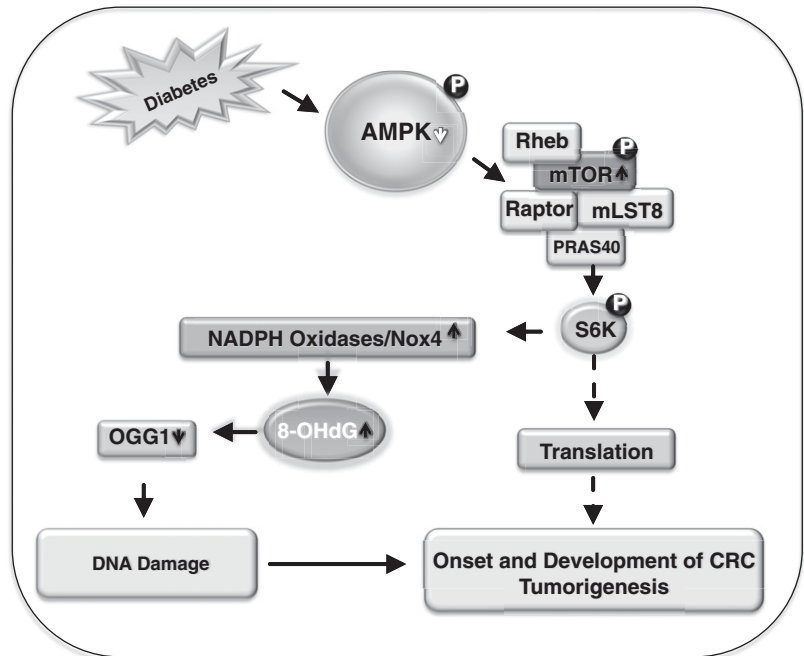 Diabetes
P
AMPK
Rheb
P
mTOR
Raptor
mLST8
PRAS40
P
S6K
NADPH Oxidases/Nox4
8-OHdG
OGG1
Translation
DNA Damage
Onset and Development of CRC
Tumorigenesis